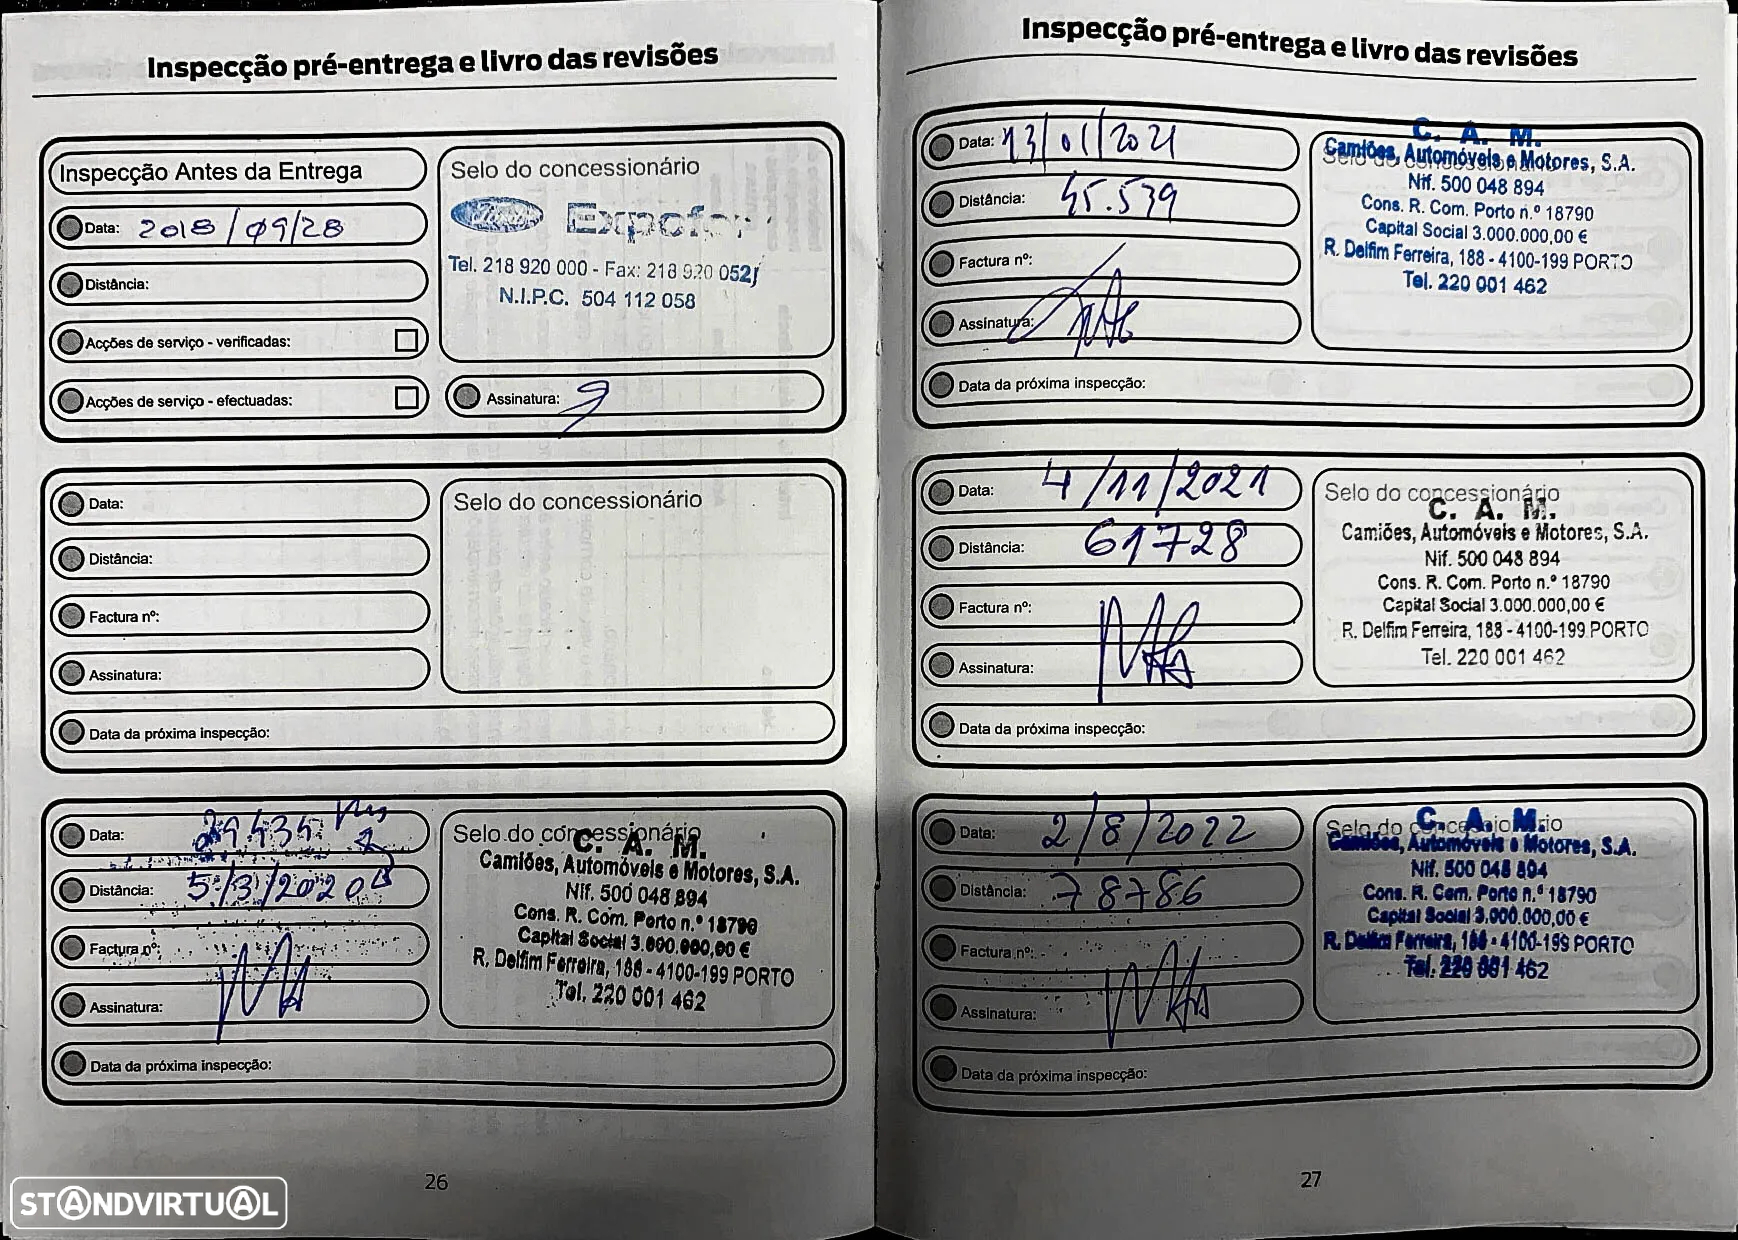 Inspecção pré-entrega e livro das revisões
Inspecção Antes da Entrega
Data: 2018/09/28
Distância:
Acções de serviço - verificadas:
Acções de serviço - efectuadas:
Selo do concessionário
Ford Expofor
Tel. 218 920 000 - Fax: 218 920 052
N.I.P.C. 504 112 058
Assinatura:
Data:
Distância:
Factura nº:
Assinatura:
Data da próxima inspecção:
Selo do concessionário
Data: 29435 Km
Distância: 5/3/2020
Factura nº:
Assinatura:
Data da próxima inspecção:
Selo do concessionário
C. A. M.
Camiões, Automóveis e Motores, S.A.
Nif. 500 048 894
Cons. R. Com. Porto n.º 18790
Capital Social 3.000.000,00 €
R. Delfim Ferreira, 188 - 4100-199 PORTO
Tel. 220 001 462
26
Inspecção pré-entrega e livro das revisões
Data: 13/01/2021
Distância: 45.539
Factura nº:
Assinatura:
Data da próxima inspecção:
C. A. M.
Camiões, Automóveis e Motores, S.A.
Selo do concessionário
Nif. 500 048 894
Cons. R. Com. Porto n.º 18790
Capital Social 3.000.000,00 €
R. Delfim Ferreira, 188 - 4100-199 PORTO
Tel. 220 001 462
Data: 4/11/2021
Distância: 61728
Factura nº:
Assinatura:
Data da próxima inspecção:
Selo do concessionário
C. A. M.
Camiões, Automóveis e Motores, S.A.
Nif. 500 048 894
Cons. R. Com. Porto n.º 18790
Capital Social 3.000.000,00 €
R. Delfim Ferreira, 188 - 4100-199 PORTO
Tel. 220 001 462
Data: 2/8/2022
Distância: 78786
Factura nº:
Assinatura:
Data da próxima inspecção:
Selo do concessionário
C. A. M.
Camiões, Automóveis e Motores, S.A.
Nif. 500 048 894
Cons. R. Com. Porto n.º 18790
Capital Social 3.000.000,00 €
R. Delfim Ferreira, 188 - 4100-199 PORTO
Tel. 220 001 462
27
STANDVIRTUAL